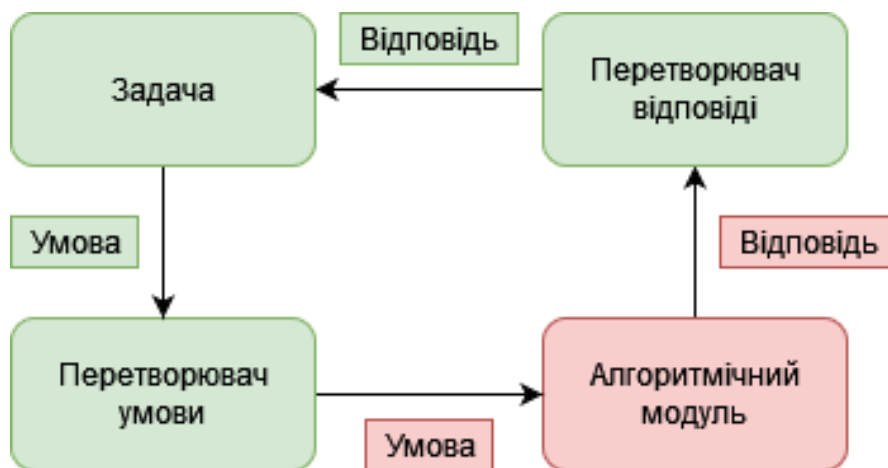 Відповідь
Задача
Перетворювач
відповіді
Умова
Відповідь
Перетворювач
умови
Алгоритмічний
модуль
Умова